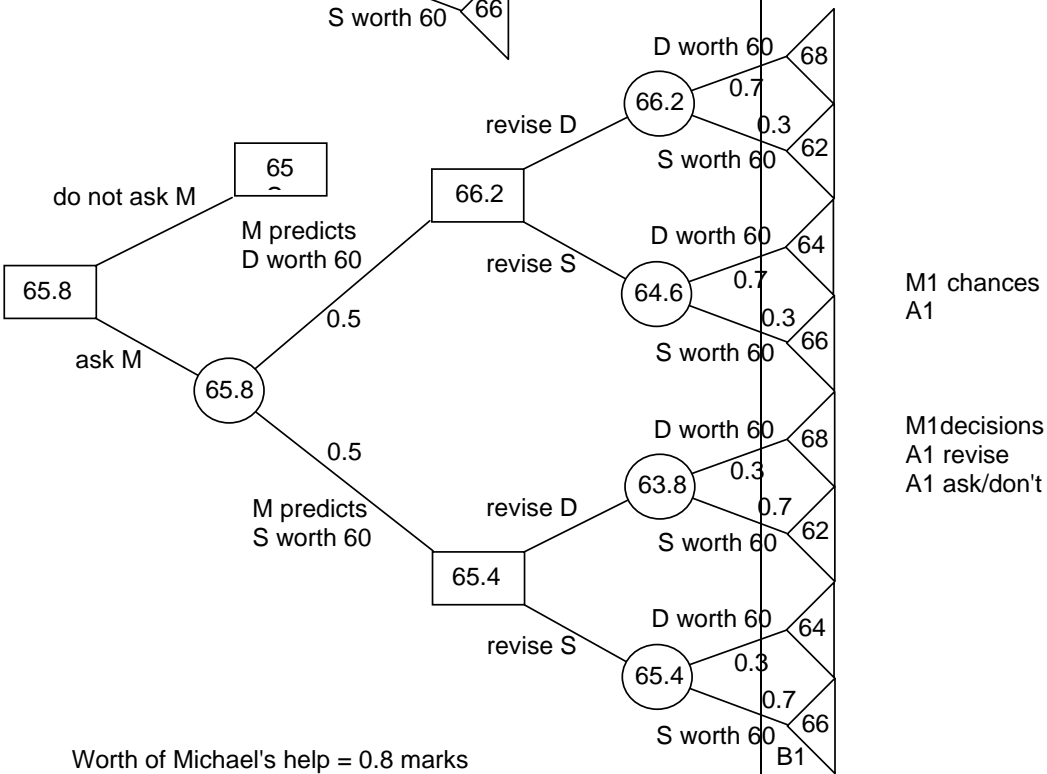 S worth 60
66
D worth 60
68
0.7
66.2
0.3
revise D
62
S worth 60
65
do not ask M
66.2
M predicts
D worth 60
D worth 60
64
revise S
0.7
64.6
M1 chances
A1
65.8
0.5
0.3
66
S worth 60
ask M
65.8
D worth 60
68
M1decisions
A1 revise
A1 ask/don't
0.5
0.3
63.8
M predicts
S worth 60
revise D
0.7
62
S worth 60
65.4
D worth 60
64
revise S
0.3
65.4
0.7
66
S worth 60
B1
Worth of Michael's help = 0.8 marks